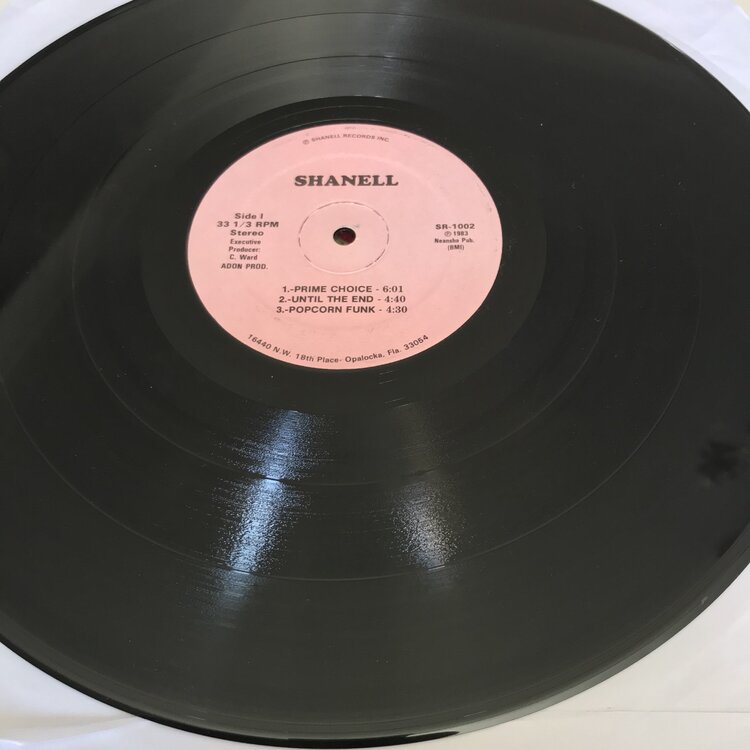 ℗ SHANELL RECORDS INC
SHANELL
Side I
33 1/3 RPM
Stereo
Executive
Producer:
C. Ward
ADON PROD.
SR-1002
℗ 1983
Neansha Pub.
(BMI)
1.-PRIME CHOICE - 6:01
2.-UNTIL THE END - 4:40
3.-POPCORN FUNK - 4:30
16440 N.W. 18th Place- Opalocka, Fla. 33054